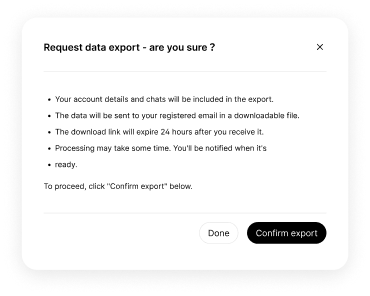 Request data export - are you sure ?
• Your account details and chats will be included in the export.
• The data will be sent to your registered email in a downloadable file.
• The download link will expire 24 hours after you receive it.
• Processing may take some time. You'll be notified when it's
• ready.
To proceed, click "Confirm export" below.
Done
Confirm export